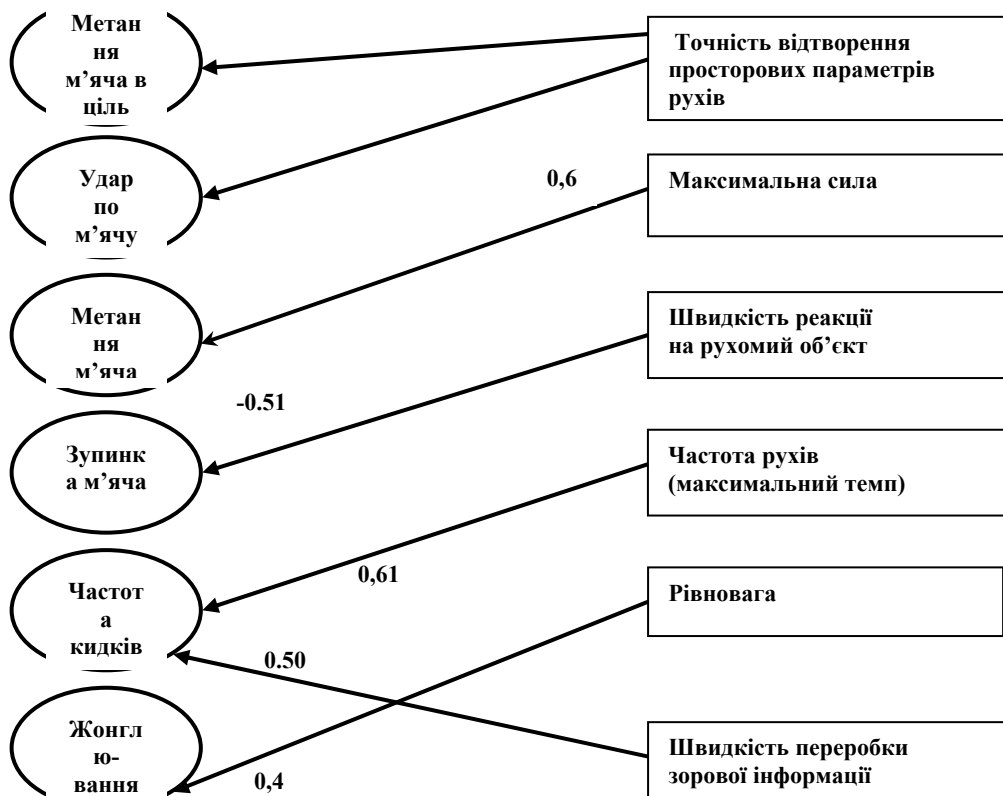 Метан
ня
м’яча в
ціль
Точність відтворення
просторових параметрів
рухів
Удар
по
м’ячу
0,6
Максимальна сила
Метан
ня
м’яча
Швидкість реакції
на рухомий об’єкт
-0.51
Зупинк
а м’яча
Частота рухів
(максимальний темп)
Частот
а
кидків
0,61
Рівновага
0.50
Жонглю
ю-
вання
Швидкість переробки
зорової інформації
0,4